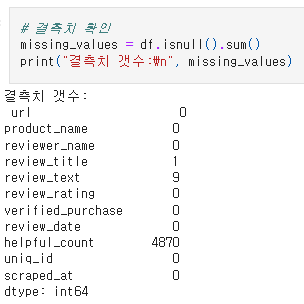 # 결측치 확인
missing_values = df.isnull().sum()
print("결측치 갯수:\n", missing_values)
결측치 갯수:
url 0
product_name 0
reviewer_name 0
review_title 1
review_text 9
review_rating 0
verified_purchase 0
review_date 0
helpful_count 4870
uniq_id 0
scraped_at 0
dtype: int64